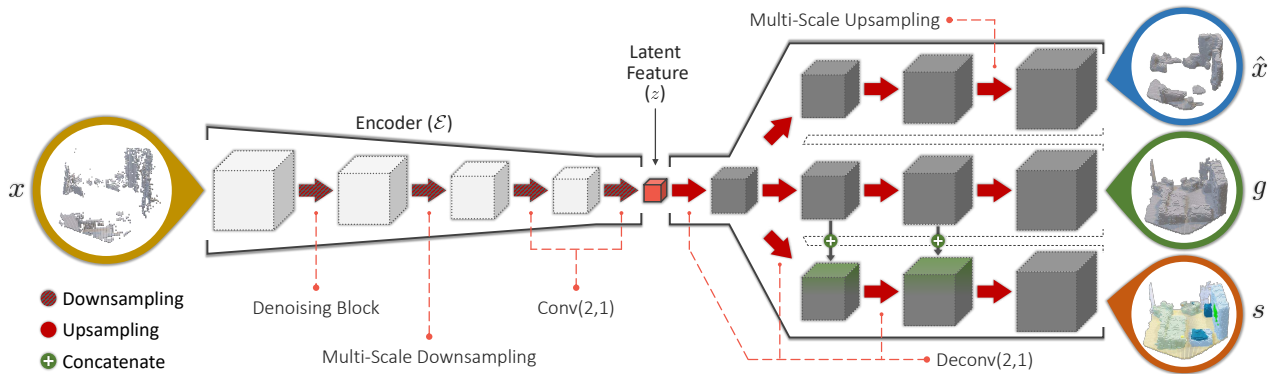 Multi-Scale Upsampling
Latent
Feature
(z)
x̂
Encoder (ℰ)
x
g
Downsampling
Upsampling
Concatenate
Denoising Block
Conv(2,1)
Multi-Scale Downsampling
Deconv(2,1)
s